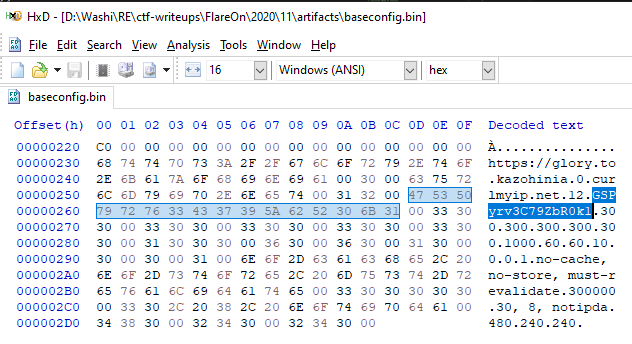 HxD - [D:\Washi\RE\ctf-writeups\FlareOn\2020\11\artifacts\baseconfig.bin]
File Edit Search View Analysis Tools Window Help
16 Windows (ANSI) hex
baseconfig.bin
Offset(h) 00 01 02 03 04 05 06 07 08 09 0A 0B 0C 0D 0E 0F Decoded text
00000220 C0 00 00 00 00 00 00 00 00 00 00 00 00 00 00 00 À...............
00000230 68 74 74 70 73 3A 2F 2F 67 6C 6F 72 79 2E 74 6F https://glory.to
00000240 2E 6B 61 7A 6F 68 69 6E 69 61 00 30 00 63 75 72 .kazohinia.0.cur
00000250 6C 6D 79 69 70 2E 6E 65 74 00 31 32 00 47 53 50 lmyip.net.12.GSP
00000260 79 72 76 33 43 37 39 5A 62 52 30 6B 31 00 33 30 yrv3C79ZbR0k1.30
00000270 30 00 33 30 30 00 33 30 30 00 33 30 30 00 33 30 0.300.300.300.30
00000280 30 00 31 30 30 30 00 36 30 00 36 30 00 31 30 00 0.1000.60.60.10.
00000290 30 00 30 00 31 00 6E 6F 2D 63 61 63 68 65 2C 20 0.0.1.no-cache,
000002A0 6E 6F 2D 73 74 6F 72 65 2C 20 6D 75 73 74 2D 72 no-store, must-r
000002B0 65 76 61 6C 69 64 61 74 65 00 33 30 30 30 30 30 evalidate.300000
000002C0 00 33 30 2C 20 38 2C 20 6E 6F 74 69 70 64 61 00 .30, 8, notipda.
000002D0 34 38 30 00 32 34 30 00 32 34 30 00 480.240.240.